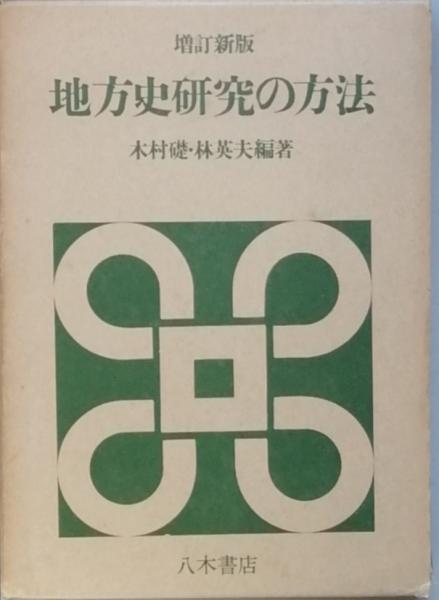 増訂新版
地方史研究の方法
木村礎・林英夫編著
八木書店